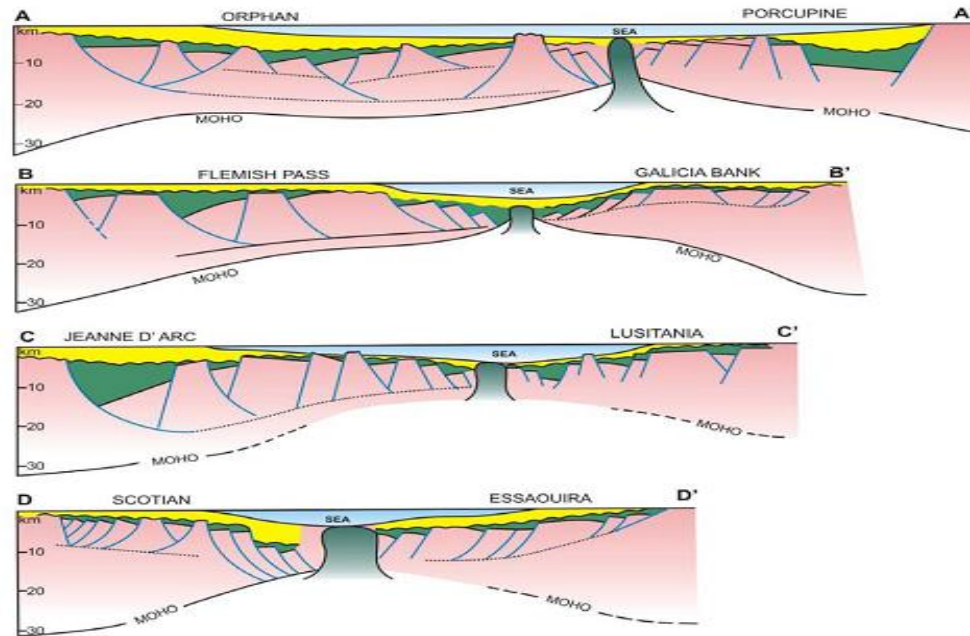 A ORPHAN PORCUPINE A
km SEA
10
20
MOHO MOHO
30
B FLEMISH PASS GALICIA BANK B'
km SEA
10
20
MOHO MOHO
30
C JEANNE D' ARC LUSITANIA C'
km SEA
10
20
MOHO MOHO
30
D SCOTIAN ESSAOUIRA D'
km SEA
10
20
MOHO MOHO
30